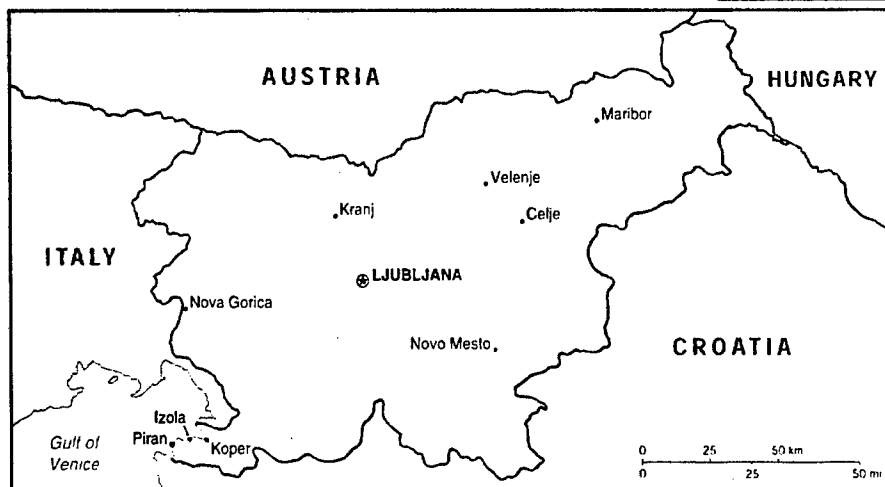 AUSTRIA
HUNGARY
Maribor
Velenje
Kranj
Celje
ITALY
LJUBLJANA
Nova Gorica
Novo Mesto
CROATIA
Izola
Gulf of
Venice
Piran
Koper
0 25 50 km
0 25 50 mi